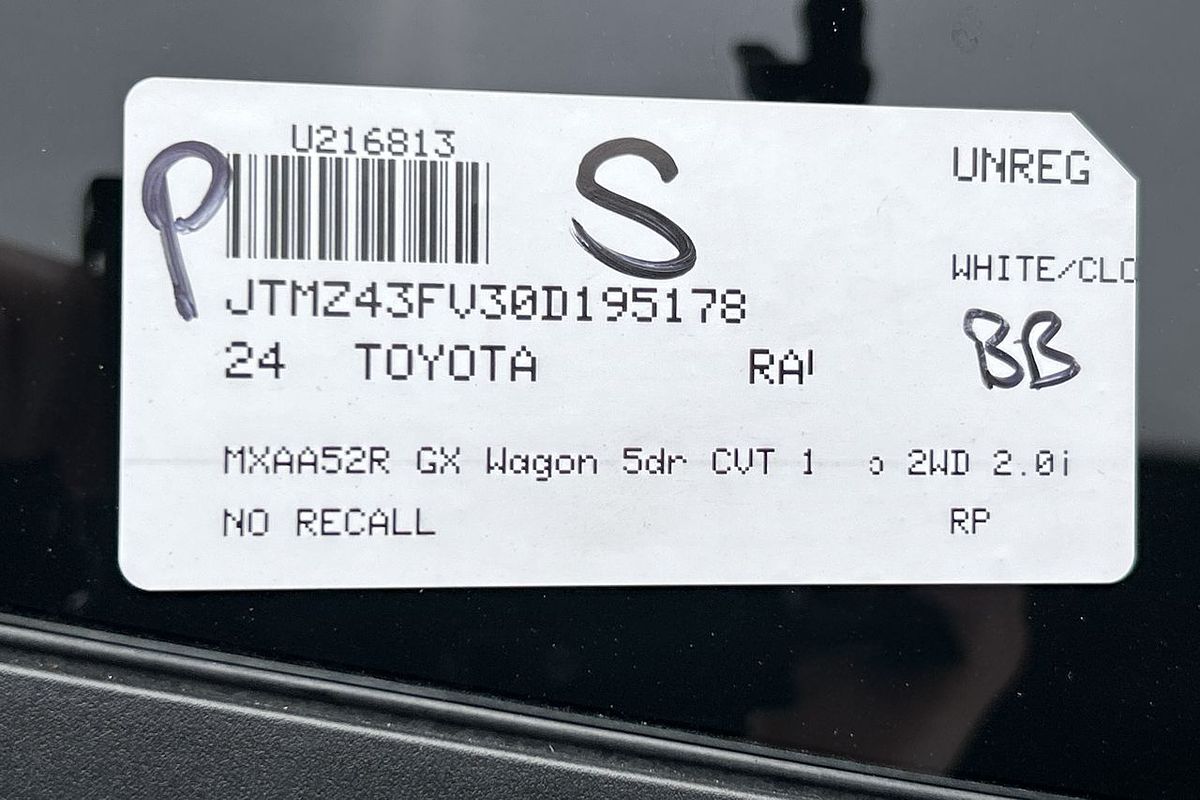 U216813
P
S
UNREG
JTMZ43FV30D195178
WHITE/CLO
24 TOYOTA
BB
MXAA52R GX Wagon 5dr CVT 2WD 2.0i
NO RECALL RP